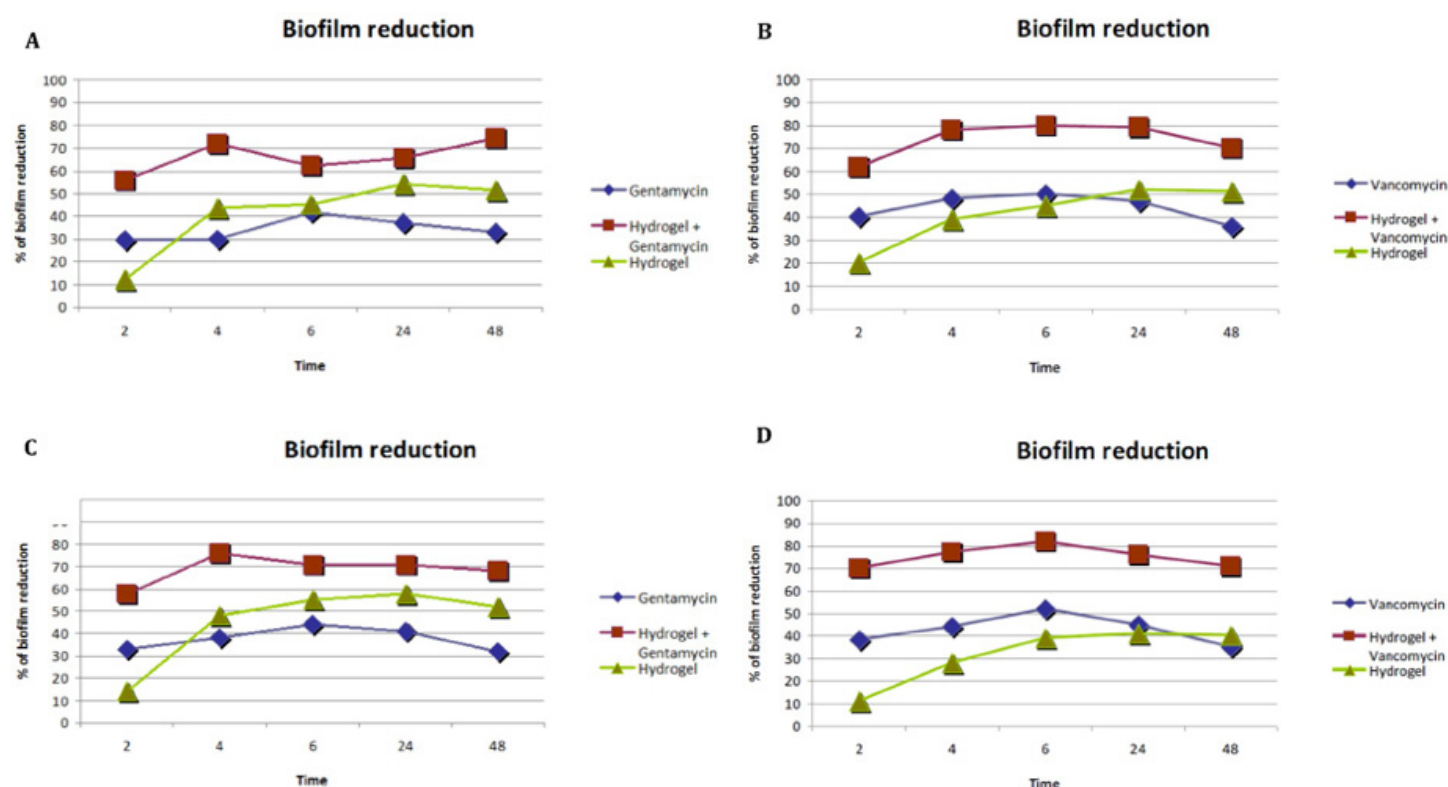 A
Biofilm reduction
% of biofilm reduction
100
90
80
70
60
50
40
30
20
10
0
2 4 6 24 48
Time
Gentamycin
Hydrogel +
Gentamycin
Hydrogel
B
Biofilm reduction
% of biofilm reduction
100
90
80
70
60
50
40
30
20
10
0
2 4 6 24 48
Time
Vancomycin
Hydrogel +
Vancomycin
Hydrogel
C
Biofilm reduction
% of biofilm reduction
80
70
60
50
40
30
20
10
0
2 4 6 24 48
Time
Gentamycin
Hydrogel +
Gentamycin
Hydrogel
D
Biofilm reduction
% of biofilm reduction
100
90
80
70
60
50
40
30
20
10
0
2 4 6 24 48
Time
Vancomycin
Hydrogel +
Vancomycin
Hydrogel